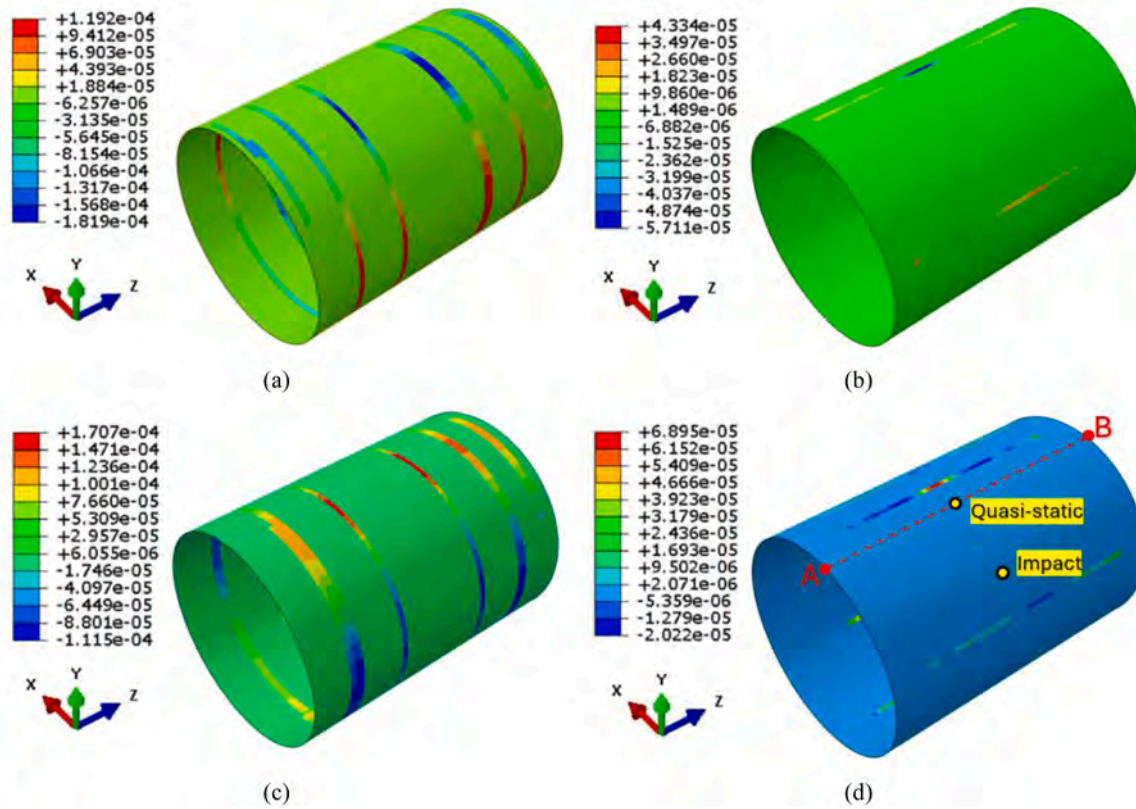 +1.192e-04
+9.412e-05
+6.903e-05
+4.393e-05
+1.884e-05
-6.257e-06
-3.135e-05
-5.645e-05
-8.154e-05
-1.066e-04
-1.317e-04
-1.568e-04
-1.819e-04
X
Y
Z
(a)
+4.334e-05
+3.497e-05
+2.660e-05
+1.823e-05
+9.860e-06
+1.489e-06
-6.882e-06
-1.525e-05
-2.362e-05
-3.199e-05
-4.037e-05
-4.874e-05
-5.711e-05
X
Y
Z
(b)
+1.707e-04
+1.471e-04
+1.236e-04
+1.001e-04
+7.660e-05
+5.309e-05
+2.957e-05
+6.055e-06
-1.746e-05
-4.097e-05
-6.449e-05
-8.801e-05
-1.115e-04
X
Y
Z
(c)
+6.895e-05
+6.152e-05
+5.409e-05
+4.666e-05
+3.923e-05
+3.179e-05
+2.436e-05
+1.693e-05
+9.502e-06
+2.071e-06
-5.359e-06
-1.279e-05
-2.022e-05
B
Quasi-static
Impact
A
X
Y
Z
(d)